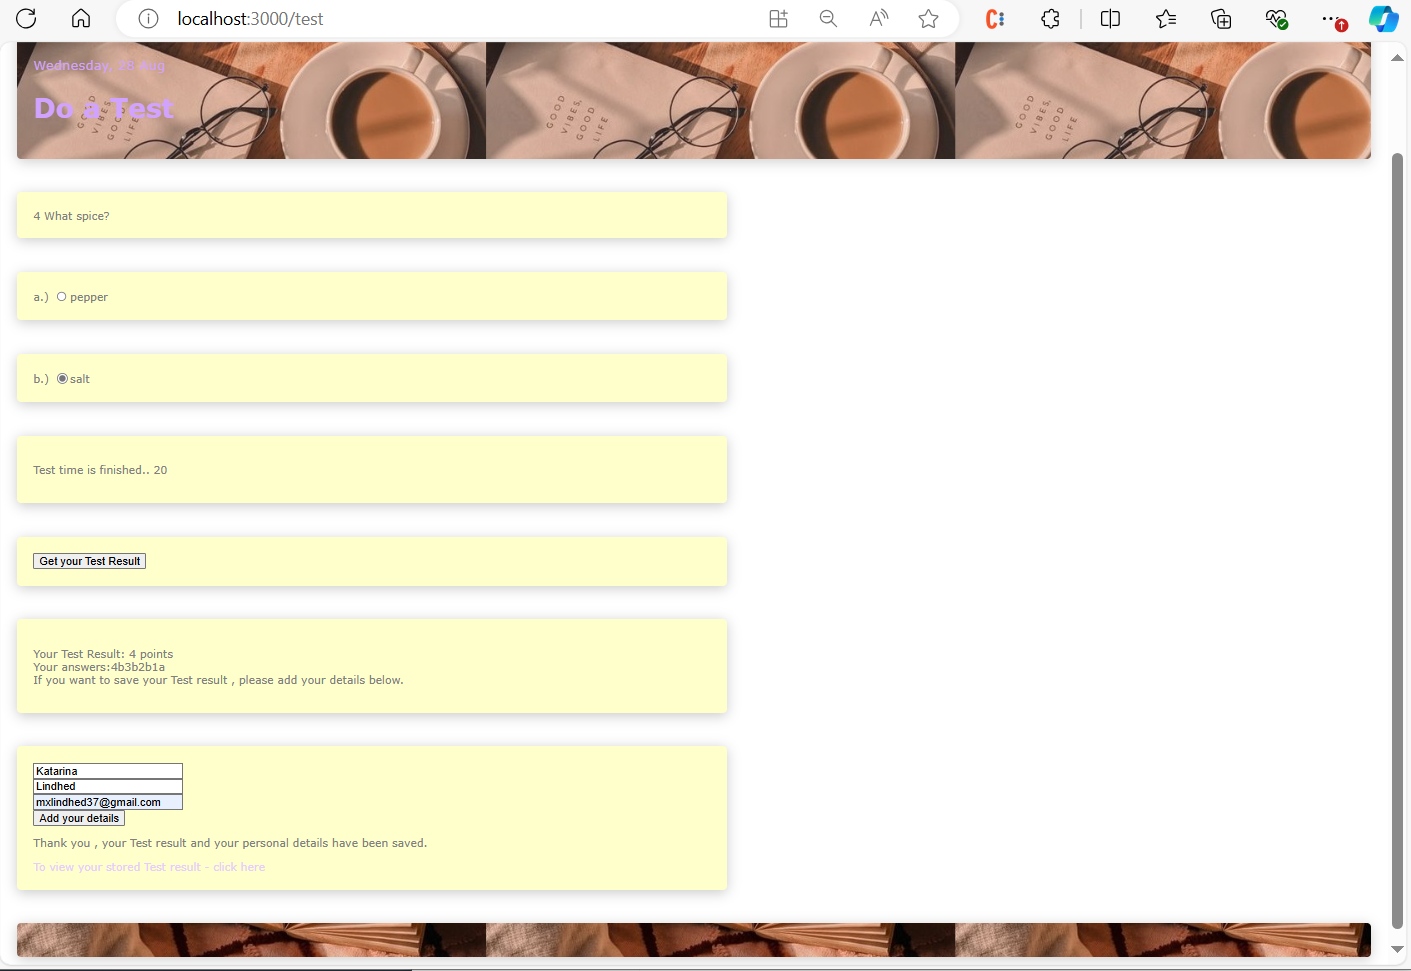 localhost:3000/test
Wednesday, 28 Aug
Do a Test
GOOD VIBES, GOOD LIFE
GOOD VIBES, GOOD LIFE
GOOD VIBES, GOOD LIFE
4 What spice?
a.) pepper
b.) salt
Test time is finished.. 20
Get your Test Result
Your Test Result: 4 points
Your answers:4b3b2b1a
If you want to save your Test result , please add your details below.
Katarina
Lindhed
mxlindhed37@gmail.com
Add your details
Thank you , your Test result and your personal details have been saved.
To view your stored Test result - click here